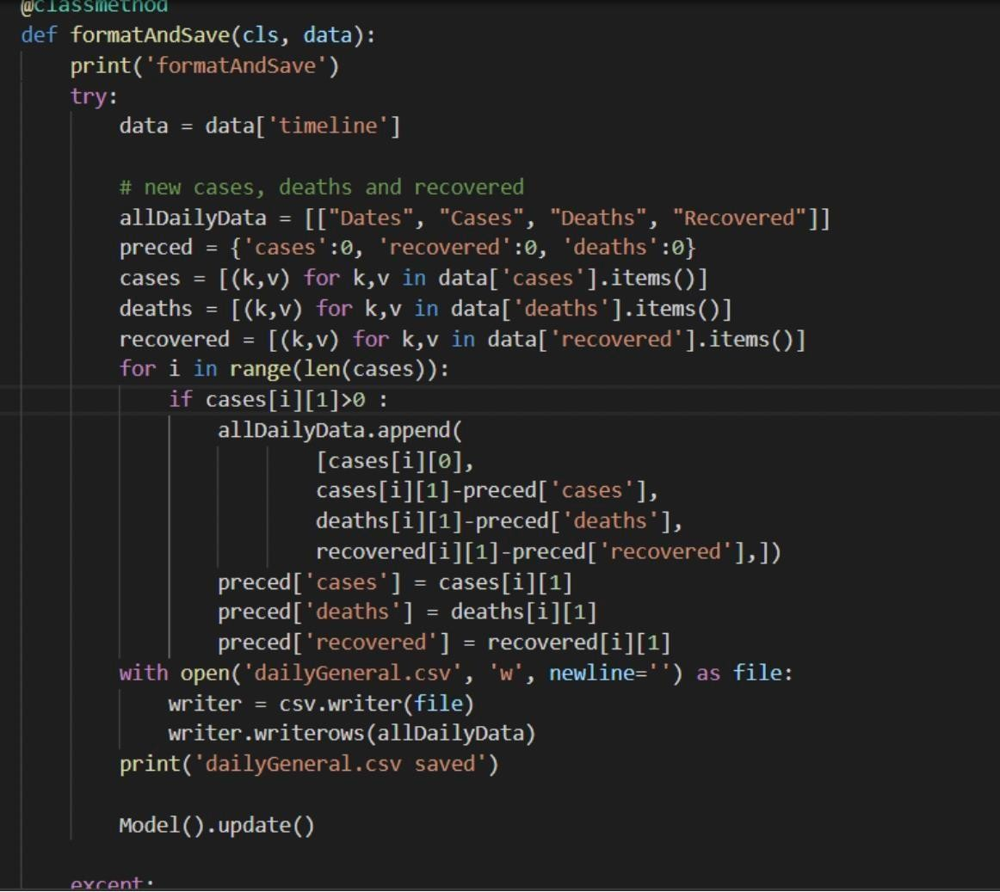 @classmethod
def formatAndSave(cls, data):
    print('formatAndSave')
    try:
        data = data['timeline']

        # new cases, deaths and recovered
        allDailyData = [["Dates", "Cases", "Deaths", "Recovered"]]
        preced = {'cases':0, 'recovered':0, 'deaths':0}
        cases = [(k,v) for k,v in data['cases'].items()]
        deaths = [(k,v) for k,v in data['deaths'].items()]
        recovered = [(k,v) for k,v in data['recovered'].items()]
        for i in range(len(cases)):
            if cases[i][1]>0 :
                allDailyData.append(
                        [cases[i][0],
                        cases[i][1]-preced['cases'],
                        deaths[i][1]-preced['deaths'],
                        recovered[i][1]-preced['recovered'],])
                preced['cases'] = cases[i][1]
                preced['deaths'] = deaths[i][1]
                preced['recovered'] = recovered[i][1]
        with open('dailyGeneral.csv', 'w', newline='') as file:
            writer = csv.writer(file)
            writer.writerows(allDailyData)
        print('dailyGeneral.csv saved')

        Model().update()

    except: